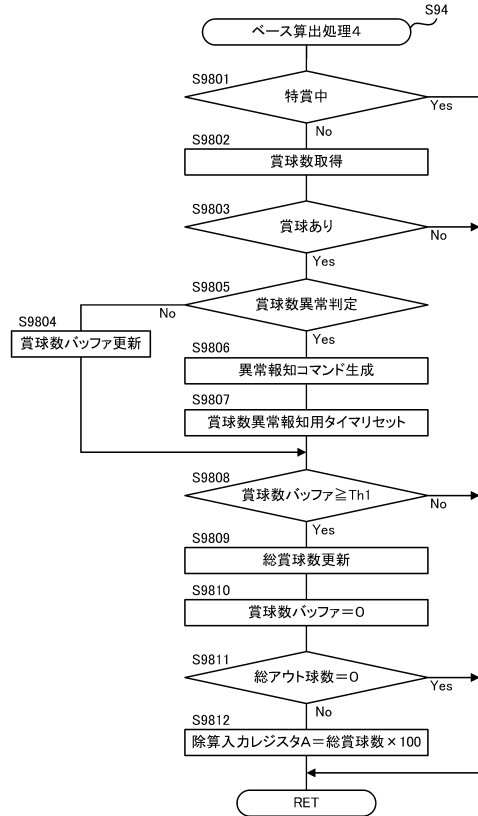 S94
ベース算出処理4
S9801
特賞中
Yes
No
S9802
賞球数取得
S9803
賞球あり
No
Yes
S9805
賞球数異常判定
No
Yes
S9804
賞球数バッファ更新
S9806
異常報知コマンド生成
S9807
賞球数異常報知用タイマリセット
S9808
賞球数バッファ≧Th1
No
Yes
S9809
総賞球数更新
S9810
賞球数バッファ=0
S9811
総アウト球数=0
Yes
No
S9812
除算入力レジスタA=総賞球数×100
RET